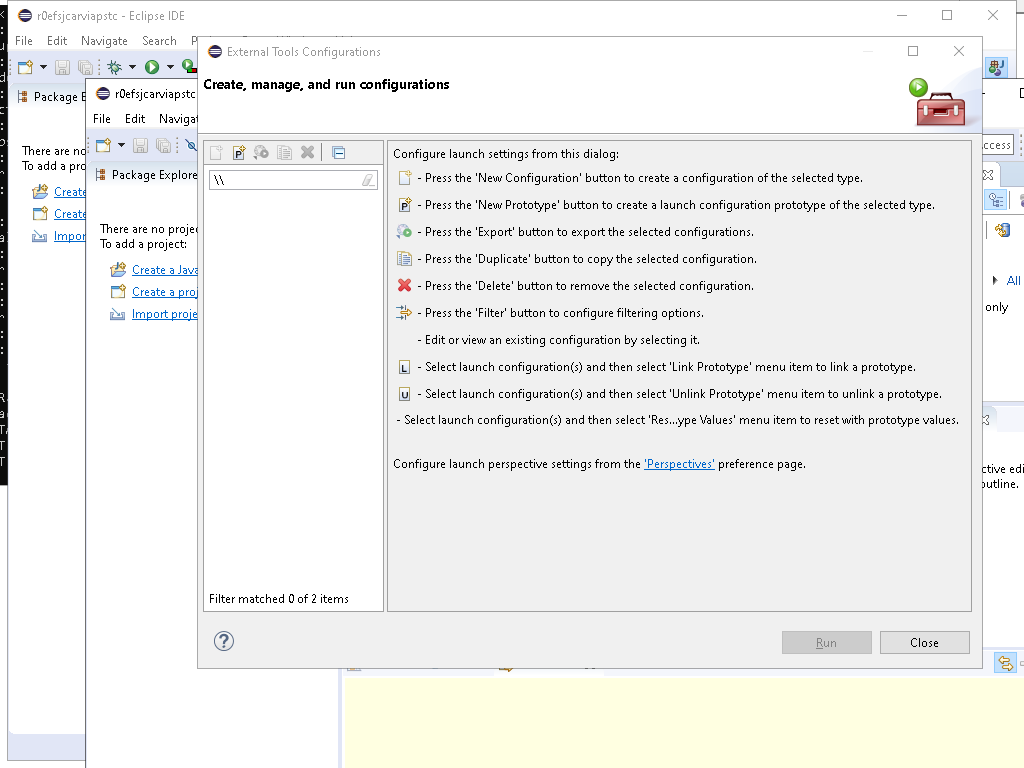 r0efsjcarviapstc - Eclipse IDE
File Edit Navigate Search
External Tools Configurations
Create, manage, and run configurations
Package E
There are no
To add a pro
Create
Create
Impor
r0efsjcarviapstc
File Edit Navigat
Package Explore
There are no projec
To add a project:
Create a Java
Create a proj
Import proje
\\
Filter matched 0 of 2 items
Configure launch settings from this dialog:
- Press the 'New Configuration' button to create a configuration of the selected type.
P - Press the 'New Prototype' button to create a launch configuration prototype of the selected type.
- Press the 'Export' button to export the selected configurations.
- Press the 'Duplicate' button to copy the selected configuration.
- Press the 'Delete' button to remove the selected configuration.
- Press the 'Filter' button to configure filtering options.
- Edit or view an existing configuration by selecting it.
L - Select launch configuration(s) and then select 'Link Prototype' menu item to link a prototype.
U - Select launch configuration(s) and then select 'Unlink Prototype' menu item to unlink a prototype.
- Select launch configuration(s) and then select 'Res...ype Values' menu item to reset with prototype values.
Configure launch perspective settings from the 'Perspectives' preference page.
? Run Close
ccess
All
only
ctive edi
outline.